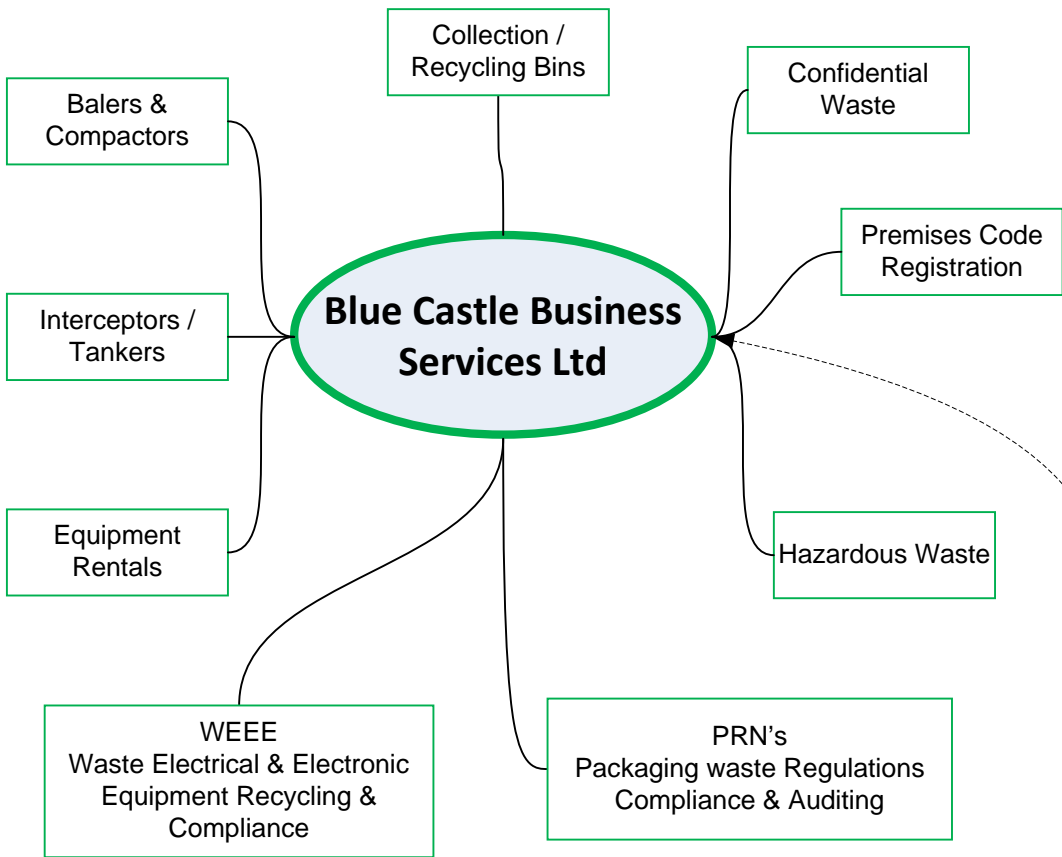 Collection /
Recycling Bins
Confidential
Waste
Balers &
Compactors
Premises Code
Registration
Blue Castle Business
Services Ltd
Interceptors /
Tankers
Equipment
Rentals
Hazardous Waste
WEEE
Waste Electrical & Electronic
Equipment Recycling &
Compliance
PRN’s
Packaging waste Regulations
Compliance & Auditing